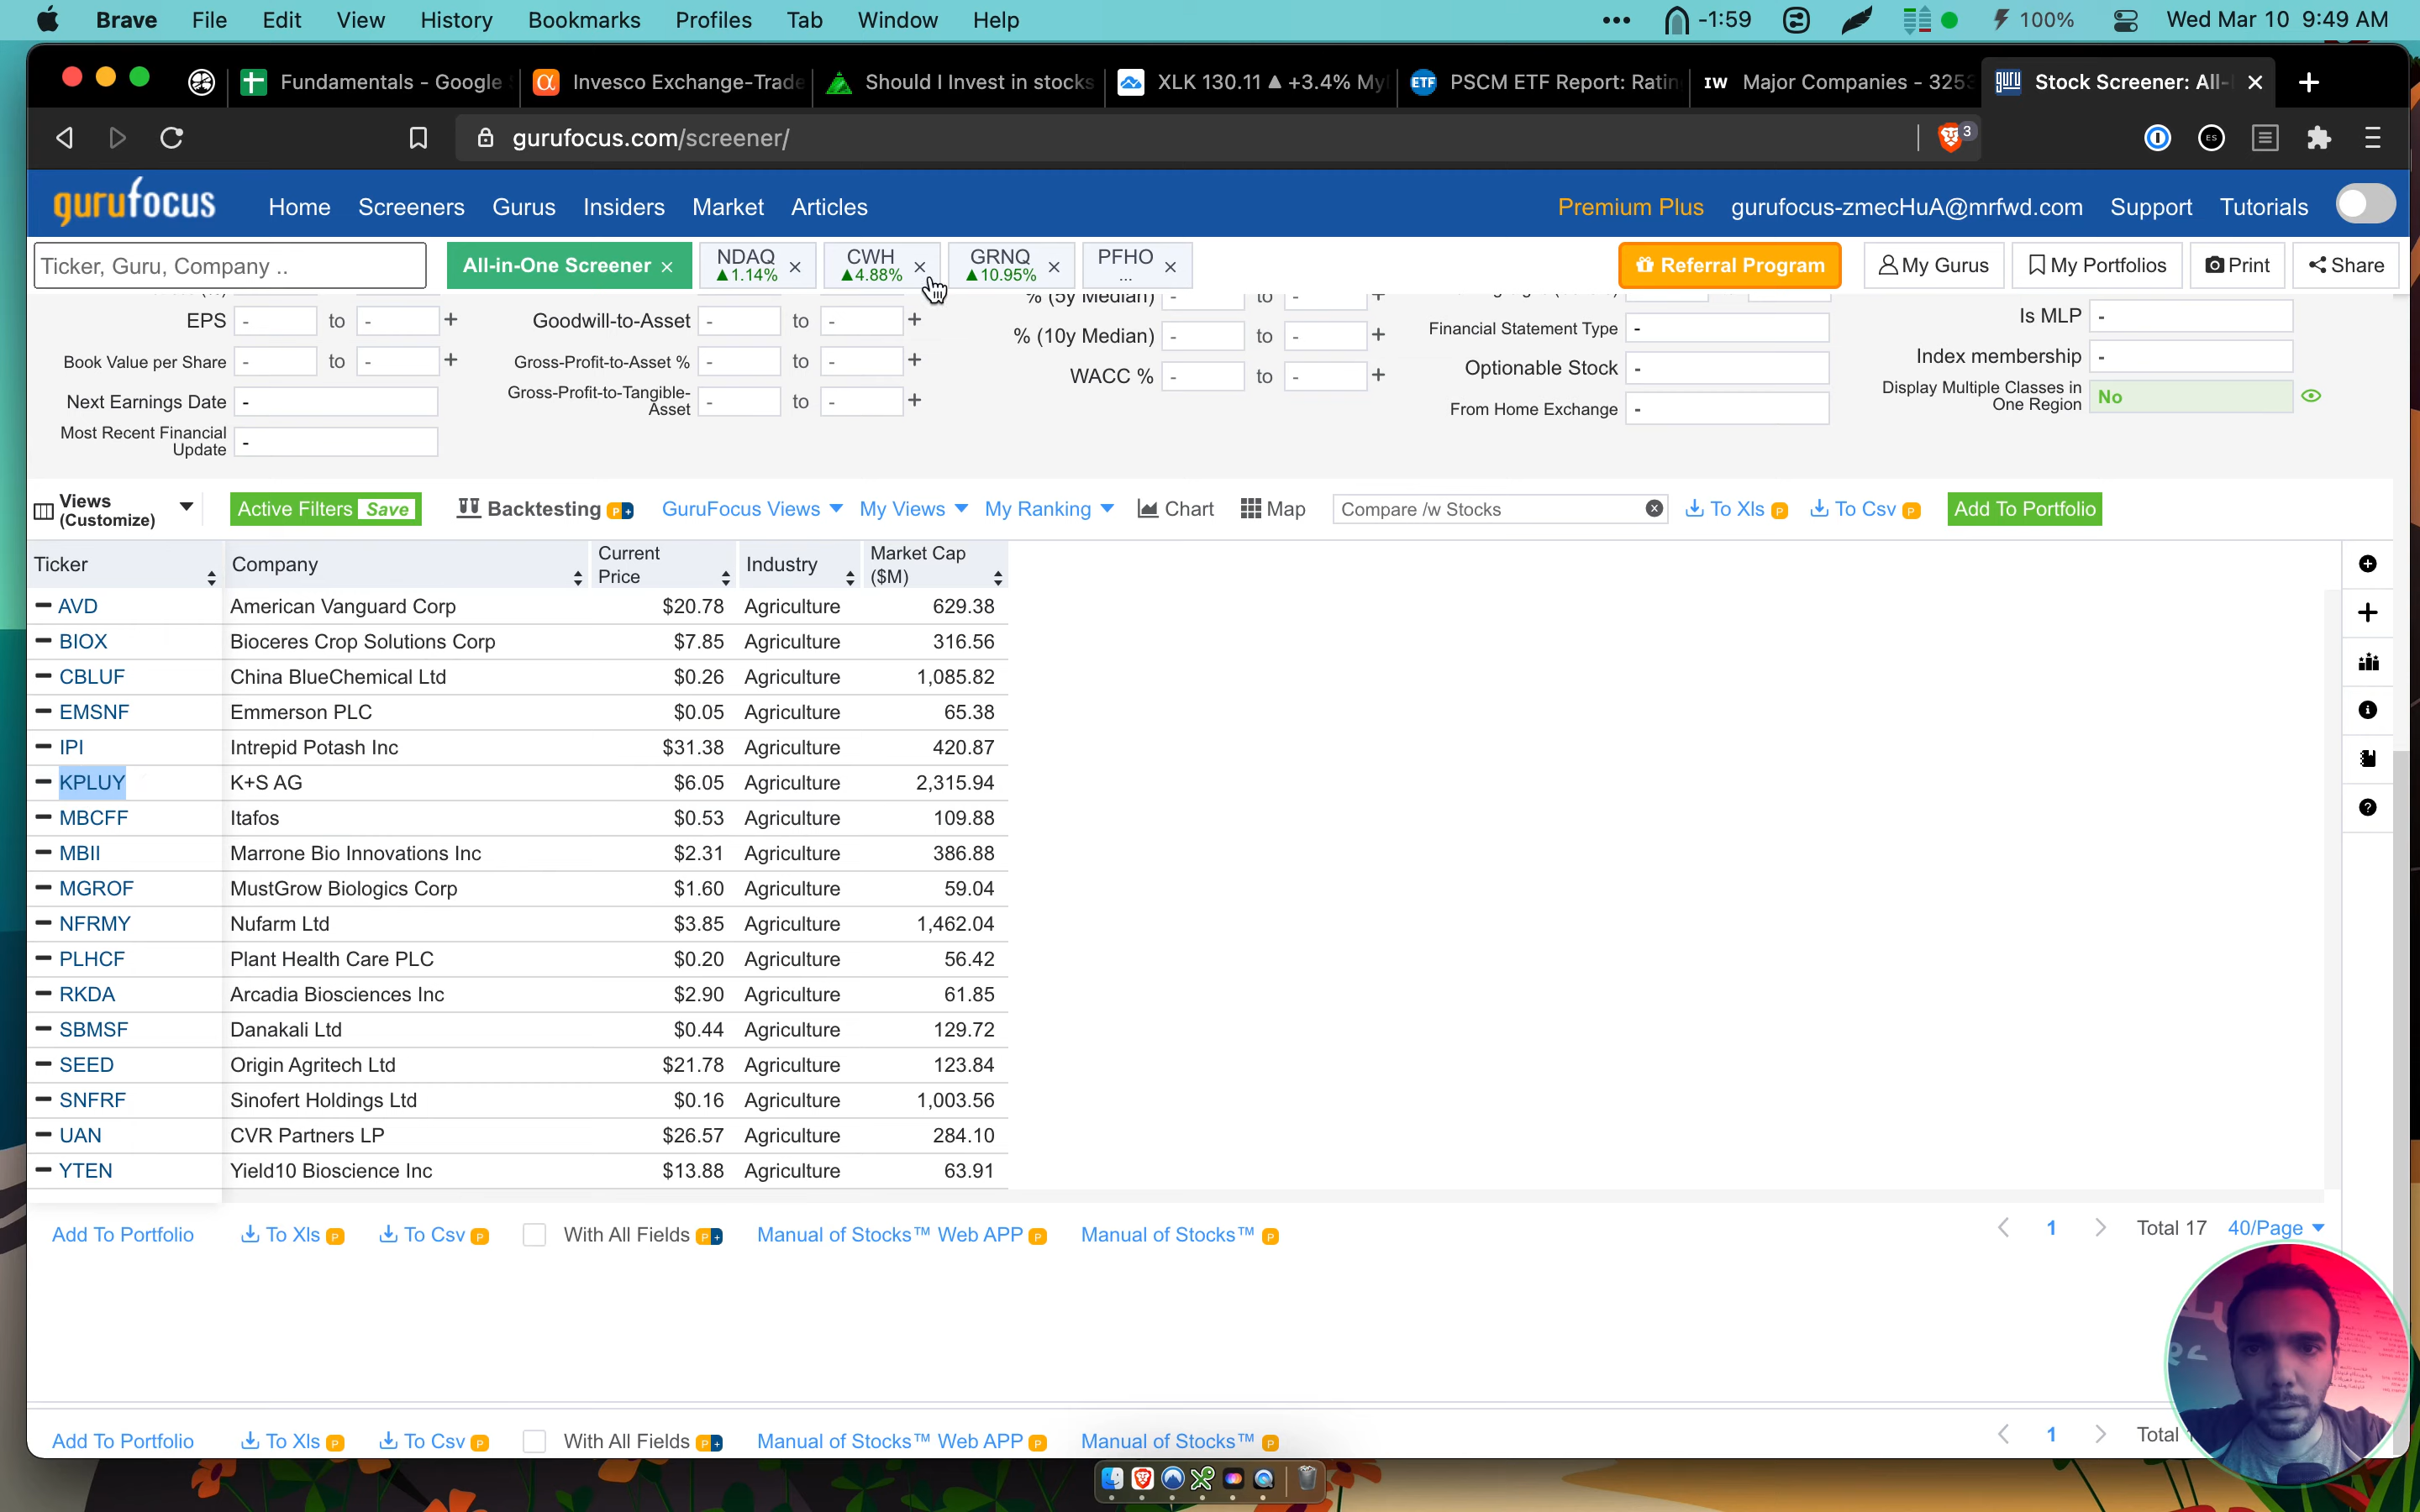 Brave File Edit View History Bookmarks Profiles Tab Window Help -1:59 100% Wed Mar 10 9:49 AM
Fundamentals - Google Invesco Exchange-Trade Should I Invest in stocks XLK 130.11 ▲ +3.4% My ETF PSCM ETF Report: Ratin IW Major Companies - 3253 guru Stock Screener: All-
gurufocus.com/screener/ 3 ES
gurufocus Home Screeners Gurus Insiders Market Articles Premium Plus gurufocus-zmecHuA@mrfwd.com Support Tutorials
Ticker, Guru, Company .. All-in-One Screener × NDAQ ▲1.14% × CWH ▲4.88% × GRNQ ▲10.95% × PFHO ... × Referral Program My Gurus My Portfolios Print Share
% (5y Median) - to - +
EPS - to - + Goodwill-to-Asset - to - + % (10y Median) - to - + Financial Statement Type - Is MLP -
Book Value per Share - to - + Gross-Profit-to-Asset % - to - + WACC % - to - + Optionable Stock - Index membership -
Next Earnings Date - Gross-Profit-to-Tangible-Asset - to - + From Home Exchange - Display Multiple Classes in One Region No
Most Recent Financial Update -
Views (Customize) Active Filters Save Backtesting P + GuruFocus Views My Views My Ranking Chart Map Compare /w Stocks To Xls P To Csv P Add To Portfolio
Ticker Company Current Price Industry Market Cap ($M)
AVD American Vanguard Corp $20.78 Agriculture 629.38
BIOX Bioceres Crop Solutions Corp $7.85 Agriculture 316.56
CBLUF China BlueChemical Ltd $0.26 Agriculture 1,085.82
EMSNF Emmerson PLC $0.05 Agriculture 65.38
IPI Intrepid Potash Inc $31.38 Agriculture 420.87
KPLUY K+S AG $6.05 Agriculture 2,315.94
MBCFF Itafos $0.53 Agriculture 109.88
MBII Marrone Bio Innovations Inc $2.31 Agriculture 386.88
MGROF MustGrow Biologics Corp $1.60 Agriculture 59.04
NFRMY Nufarm Ltd $3.85 Agriculture 1,462.04
PLHCF Plant Health Care PLC $0.20 Agriculture 56.42
RKDA Arcadia Biosciences Inc $2.90 Agriculture 61.85
SBMSF Danakali Ltd $0.44 Agriculture 129.72
SEED Origin Agritech Ltd $21.78 Agriculture 123.84
SNFRF Sinofert Holdings Ltd $0.16 Agriculture 1,003.56
UAN CVR Partners LP $26.57 Agriculture 284.10
YTEN Yield10 Bioscience Inc $13.88 Agriculture 63.91
Add To Portfolio To Xls P To Csv P With All Fields P + Manual of Stocks™ Web APP P Manual of Stocks™ P 1 Total 17 40/Page
Add To Portfolio To Xls P To Csv P With All Fields P + Manual of Stocks™ Web APP P Manual of Stocks™ P 1 Total